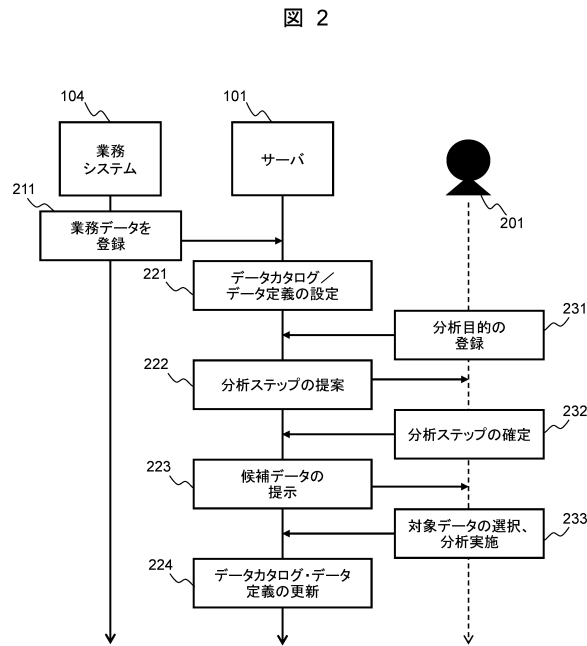 図 2
104
業務
システム
101
サーバ
201
211
業務データを
登録
221
データカタログ／
データ定義の設定
231
分析目的の
登録
222
分析ステップの提案
232
分析ステップの確定
223
候補データの
提示
233
対象データの選択、
分析実施
224
データカタログ・データ
定義の更新